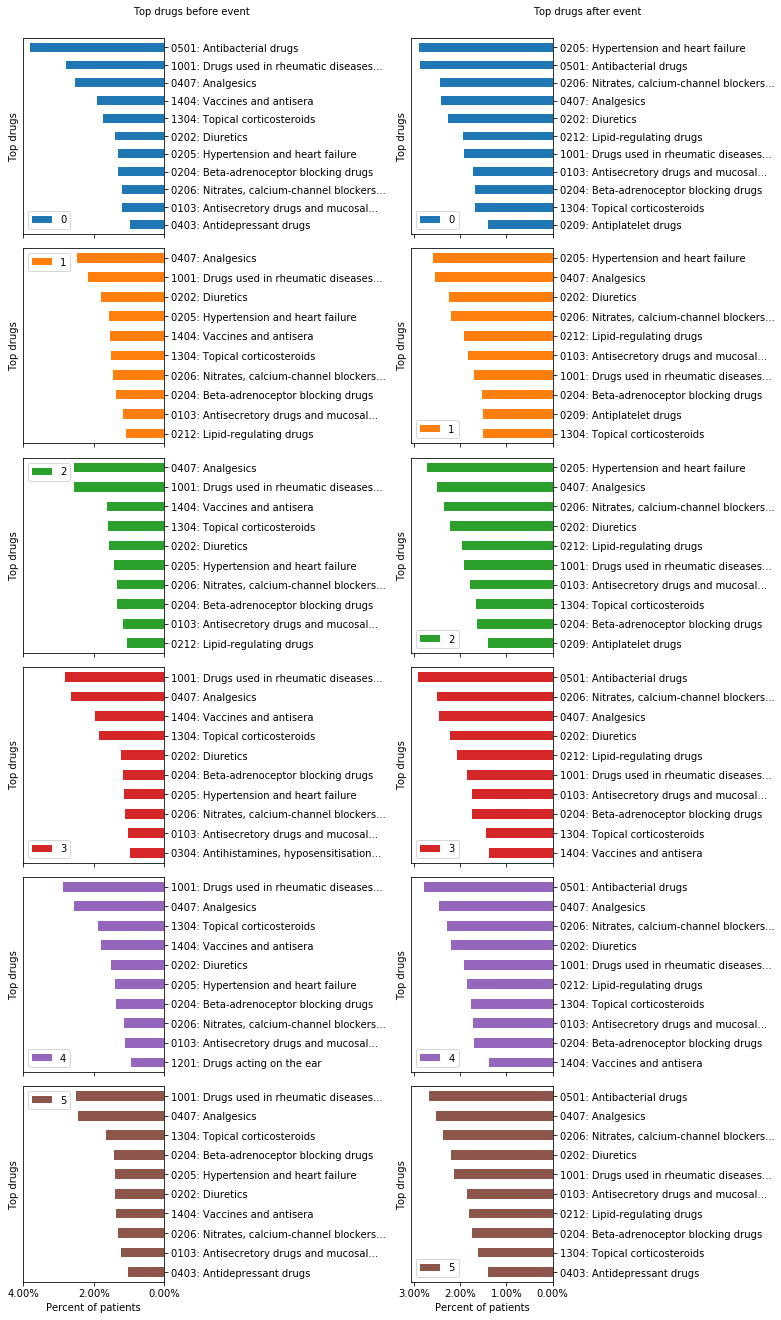 Top drugs before event
Top drugs
0501: Antibacterial drugs
1001: Drugs used in rheumatic diseases...
0407: Analgesics
1404: Vaccines and antisera
1304: Topical corticosteroids
0202: Diuretics
0205: Hypertension and heart failure
0204: Beta-adrenoceptor blocking drugs
0206: Nitrates, calcium-channel blockers...
0103: Antisecretory drugs and mucosal...
0403: Antidepressant drugs
0
Top drugs
0407: Analgesics
1001: Drugs used in rheumatic diseases...
0202: Diuretics
0205: Hypertension and heart failure
1404: Vaccines and antisera
1304: Topical corticosteroids
0206: Nitrates, calcium-channel blockers...
0204: Beta-adrenoceptor blocking drugs
0103: Antisecretory drugs and mucosal...
0212: Lipid-regulating drugs
1
Top drugs
0407: Analgesics
1001: Drugs used in rheumatic diseases...
1404: Vaccines and antisera
1304: Topical corticosteroids
0202: Diuretics
0205: Hypertension and heart failure
0206: Nitrates, calcium-channel blockers...
0204: Beta-adrenoceptor blocking drugs
0103: Antisecretory drugs and mucosal...
0212: Lipid-regulating drugs
2
Top drugs
1001: Drugs used in rheumatic diseases...
0407: Analgesics
1404: Vaccines and antisera
1304: Topical corticosteroids
0202: Diuretics
0204: Beta-adrenoceptor blocking drugs
0205: Hypertension and heart failure
0206: Nitrates, calcium-channel blockers...
0103: Antisecretory drugs and mucosal...
0304: Antihistamines, hyposensitisation...
3
Top drugs
1001: Drugs used in rheumatic diseases...
0407: Analgesics
1304: Topical corticosteroids
1404: Vaccines and antisera
0202: Diuretics
0205: Hypertension and heart failure
0204: Beta-adrenoceptor blocking drugs
0206: Nitrates, calcium-channel blockers...
0103: Antisecretory drugs and mucosal...
1201: Drugs acting on the ear
4
Top drugs
1001: Drugs used in rheumatic diseases...
0407: Analgesics
1304: Topical corticosteroids
0204: Beta-adrenoceptor blocking drugs
0205: Hypertension and heart failure
0202: Diuretics
1404: Vaccines and antisera
0206: Nitrates, calcium-channel blockers...
0103: Antisecretory drugs and mucosal...
0403: Antidepressant drugs
5
4.00% 2.00% 0.00%
Percent of patients
Top drugs after event
Top drugs
0205: Hypertension and heart failure
0501: Antibacterial drugs
0206: Nitrates, calcium-channel blockers...
0407: Analgesics
0202: Diuretics
0212: Lipid-regulating drugs
1001: Drugs used in rheumatic diseases...
0103: Antisecretory drugs and mucosal...
0204: Beta-adrenoceptor blocking drugs
1304: Topical corticosteroids
0209: Antiplatelet drugs
0
Top drugs
0205: Hypertension and heart failure
0407: Analgesics
0202: Diuretics
0206: Nitrates, calcium-channel blockers...
0212: Lipid-regulating drugs
0103: Antisecretory drugs and mucosal...
1001: Drugs used in rheumatic diseases...
0204: Beta-adrenoceptor blocking drugs
0209: Antiplatelet drugs
1304: Topical corticosteroids
1
Top drugs
0205: Hypertension and heart failure
0407: Analgesics
0206: Nitrates, calcium-channel blockers...
0202: Diuretics
0212: Lipid-regulating drugs
1001: Drugs used in rheumatic diseases...
0103: Antisecretory drugs and mucosal...
1304: Topical corticosteroids
0204: Beta-adrenoceptor blocking drugs
0209: Antiplatelet drugs
2
Top drugs
0501: Antibacterial drugs
0206: Nitrates, calcium-channel blockers...
0407: Analgesics
0202: Diuretics
0212: Lipid-regulating drugs
1001: Drugs used in rheumatic diseases...
0103: Antisecretory drugs and mucosal...
0204: Beta-adrenoceptor blocking drugs
1304: Topical corticosteroids
1404: Vaccines and antisera
3
Top drugs
0501: Antibacterial drugs
0407: Analgesics
0206: Nitrates, calcium-channel blockers...
0202: Diuretics
1001: Drugs used in rheumatic diseases...
0212: Lipid-regulating drugs
1304: Topical corticosteroids
0103: Antisecretory drugs and mucosal...
0204: Beta-adrenoceptor blocking drugs
1404: Vaccines and antisera
4
Top drugs
0501: Antibacterial drugs
0407: Analgesics
0206: Nitrates, calcium-channel blockers...
0202: Diuretics
1001: Drugs used in rheumatic diseases...
0103: Antisecretory drugs and mucosal...
0212: Lipid-regulating drugs
0204: Beta-adrenoceptor blocking drugs
1304: Topical corticosteroids
0403: Antidepressant drugs
5
3.00% 2.00% 1.00% 0.00%
Percent of patients